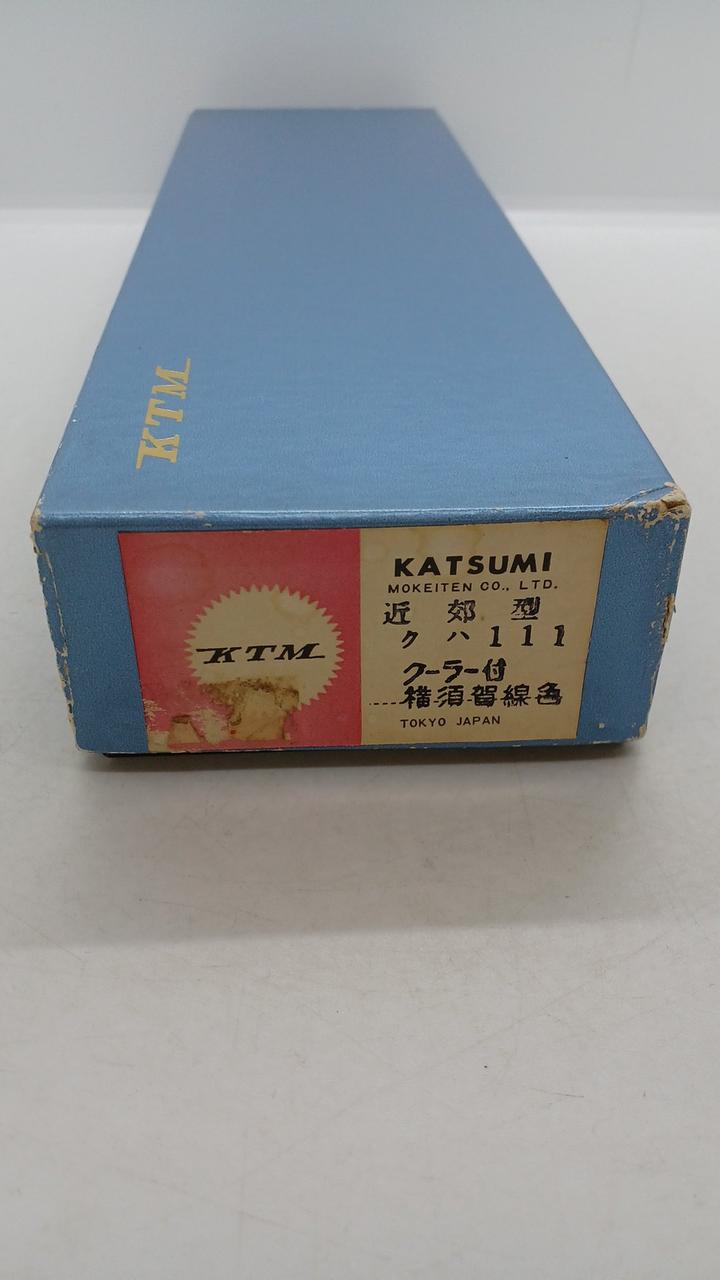 KTM
KTM
KATSUMI
MOKEITEN CO., LTD.
近郊型
クハ111
クーラー付
横須賀線色
TOKYO JAPAN